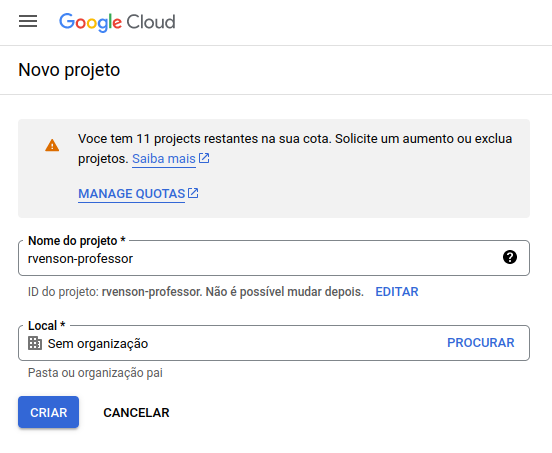 Google Cloud
Novo projeto
Voce tem 11 projects restantes na sua cota. Solicite um aumento ou exclua
projetos. Saiba mais
MANAGE QUOTAS
Nome do projeto *
rvenson-professor
ID do projeto: rvenson-professor. Não é possível mudar depois. EDITAR
Local *
Sem organização PROCURAR
Pasta ou organização pai
CRIAR CANCELAR